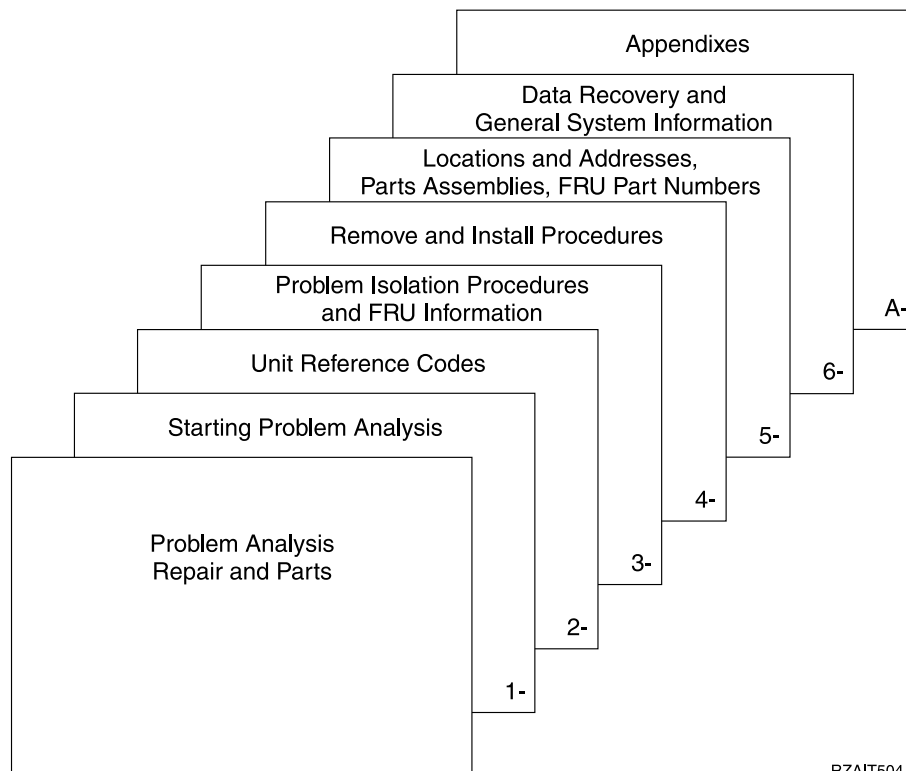 Appendixes
Data Recovery and
General System Information
Locations and Addresses,
Parts Assemblies, FRU Part Numbers
Remove and Install Procedures
Problem Isolation Procedures
and FRU Information
A-
Unit Reference Codes
6-
Starting Problem Analysis
5-
4-
Problem Analysis
Repair and Parts
3-
2-
1-
RZAIT504